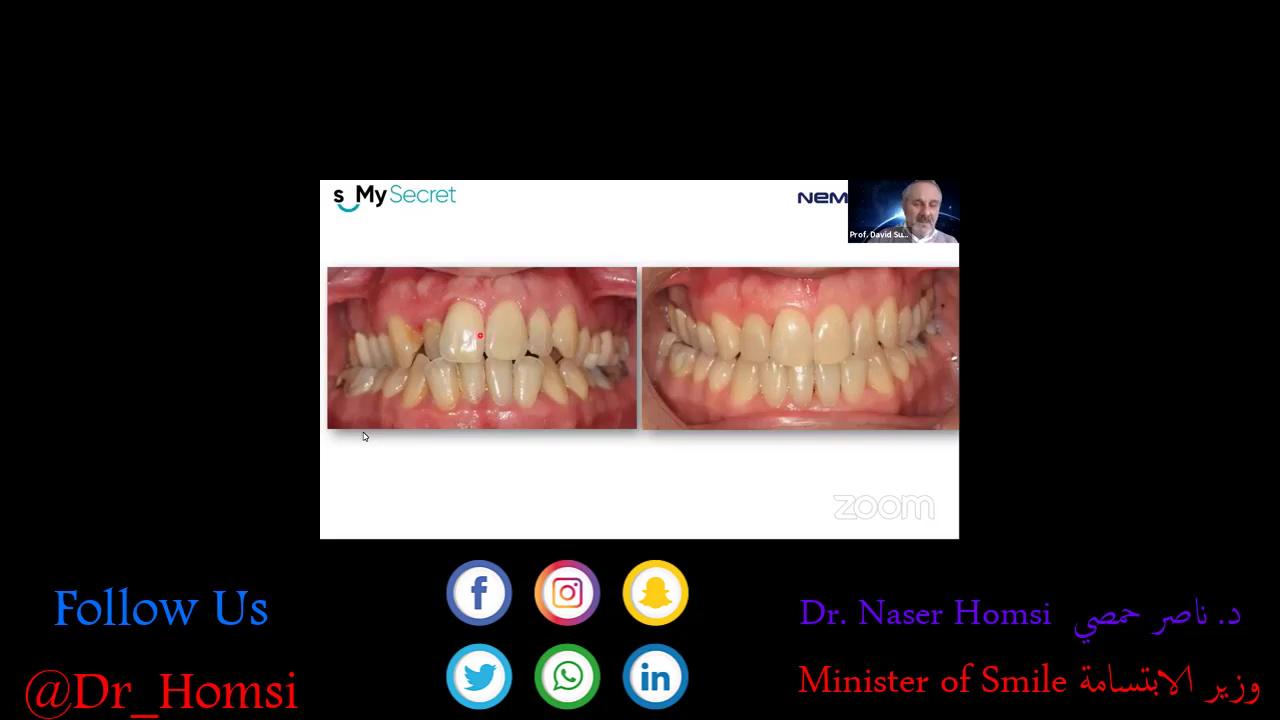 s My Secret
NEM
Prof. David Su...
zoom
Follow Us
@Dr_Homsi
f
in
Dr. Naser Homsi د. ناصر حمصي
Minister of Smile وزير الابتسامة